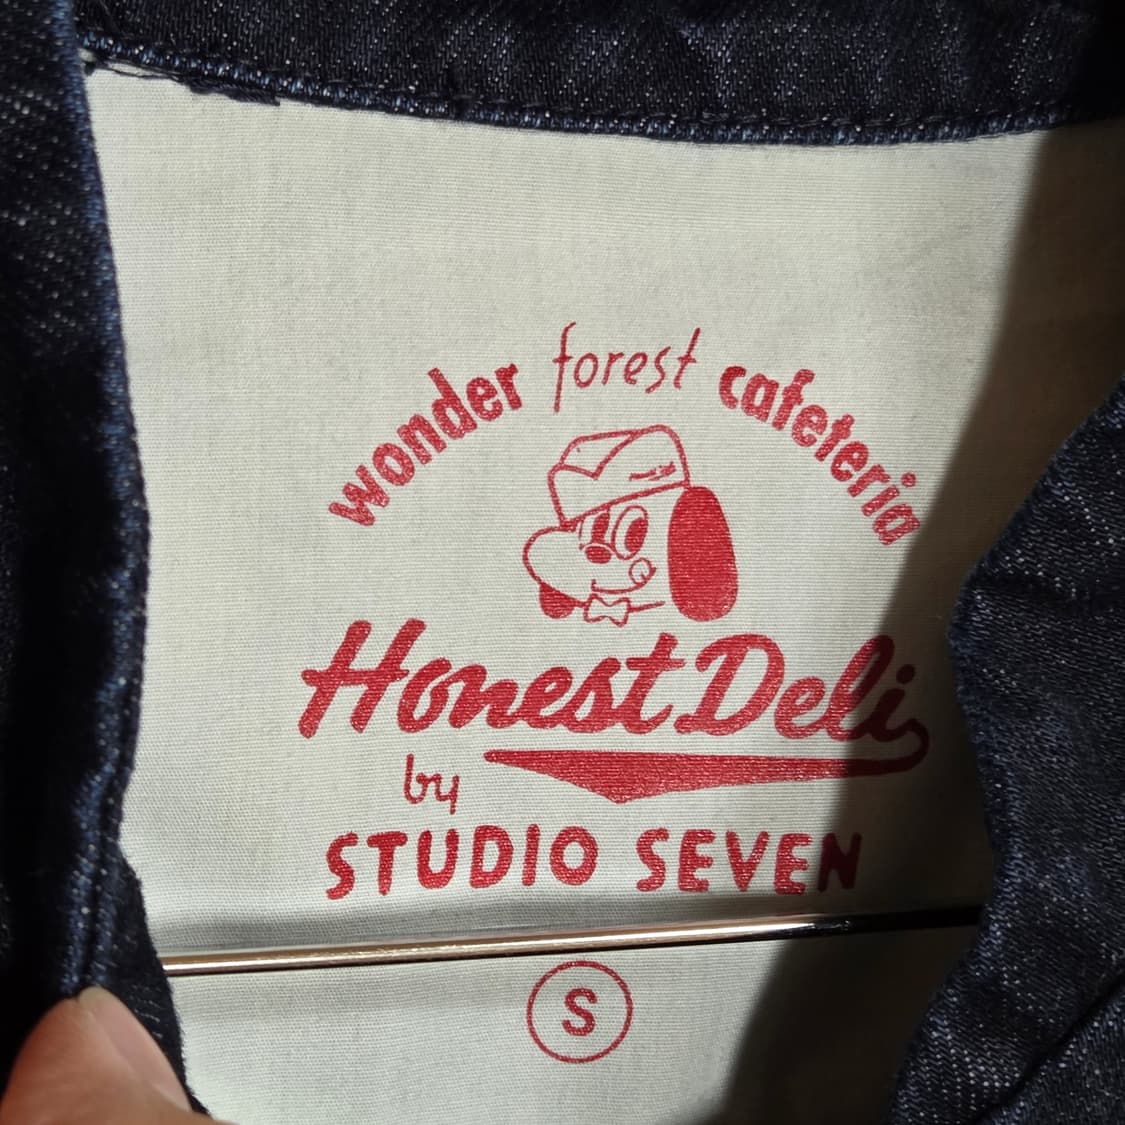 wonder forest cafeteria
Honest Deli
by
STUDIO SEVEN
S